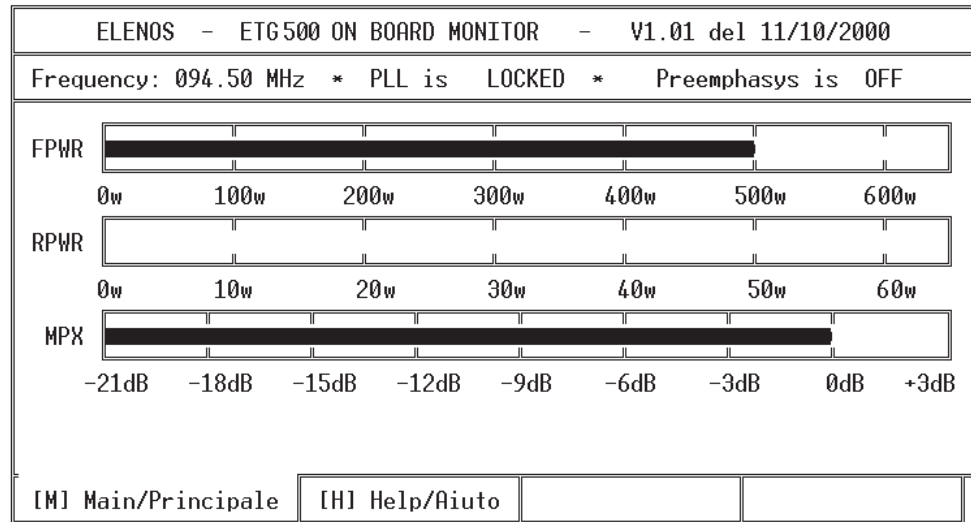 ELENOS - ETG500 ON BOARD MONITOR - V1.01 del 11/10/2000
Frequency: 094.50 MHz * PLL is LOCKED * Preemphasys is OFF
FPWR
0w 100w 200w 300w 400w 500w 600w
RPWR
0w 10w 20w 30w 40w 50w 60w
MPX
-21dB -18dB -15dB -12dB -9dB -6dB -3dB 0dB +3dB
[M] Main/Principale [H] Help/Aiuto